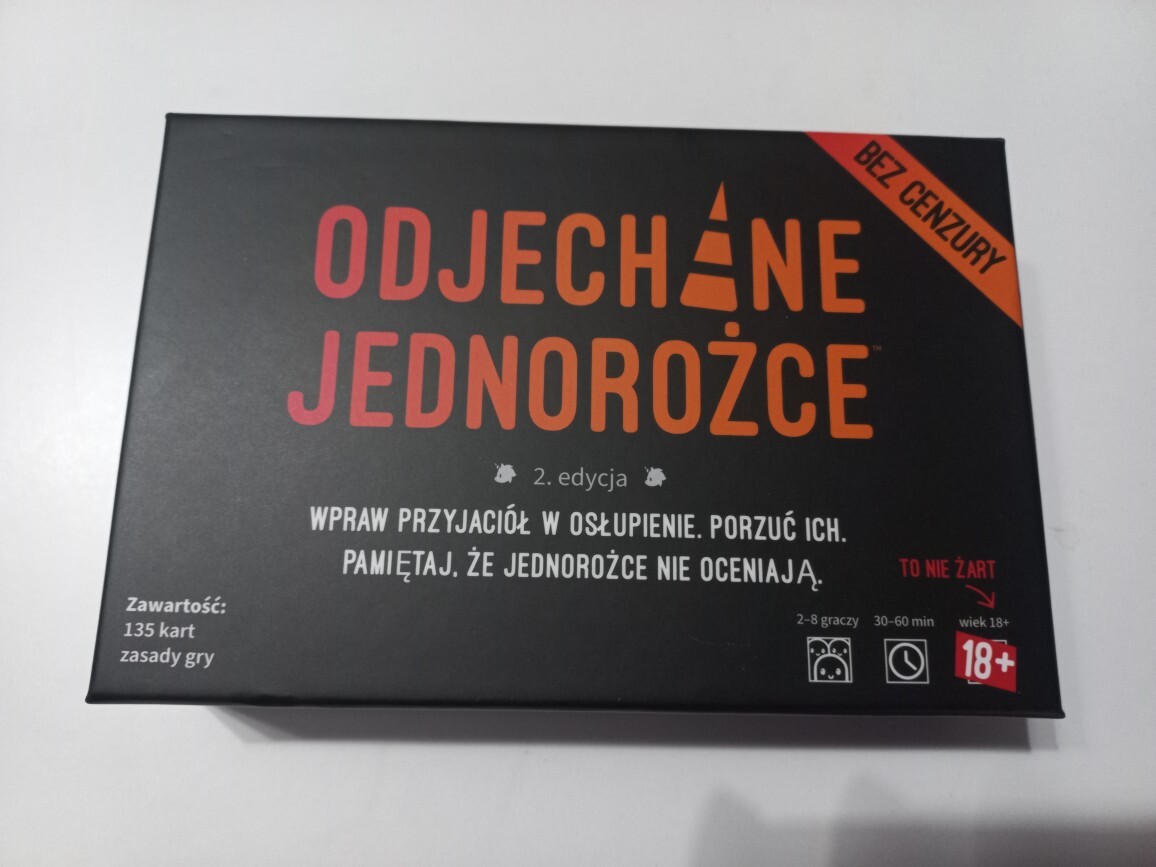 BEZ CENZURY
ODJECHANE
JEDNOROŻCE™
2. edycja
WPRAW PRZYJACIÓŁ W OSŁUPIENIE. PORZUĆ ICH.
PAMIĘTAJ, ŻE JEDNOROŻCE NIE OCENIAJĄ.
TO NIE ŻART
Zawartość:
135 kart
zasady gry
2–8 graczy
30–60 min
wiek 18+
18+